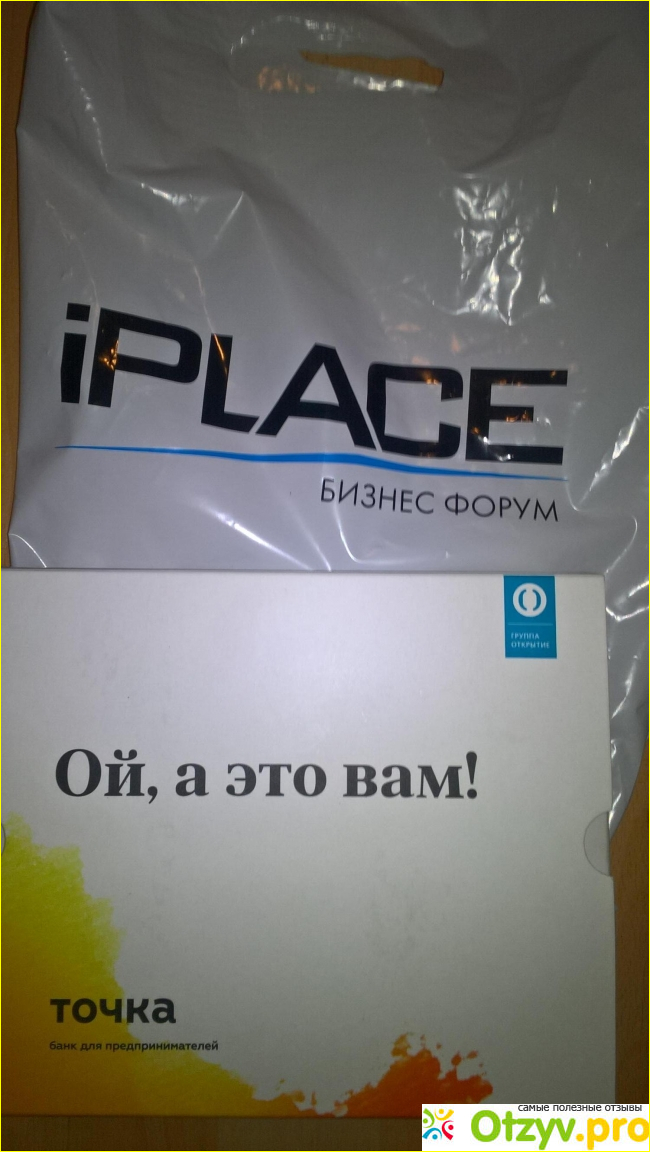 iPLACE
БИЗНЕС ФОРУМ
ГРУППА
ОТКРЫТИЕ
Ой, а это вам!
точка
банк для предпринимателей
самые полезные отзывы
Otzyv.pro